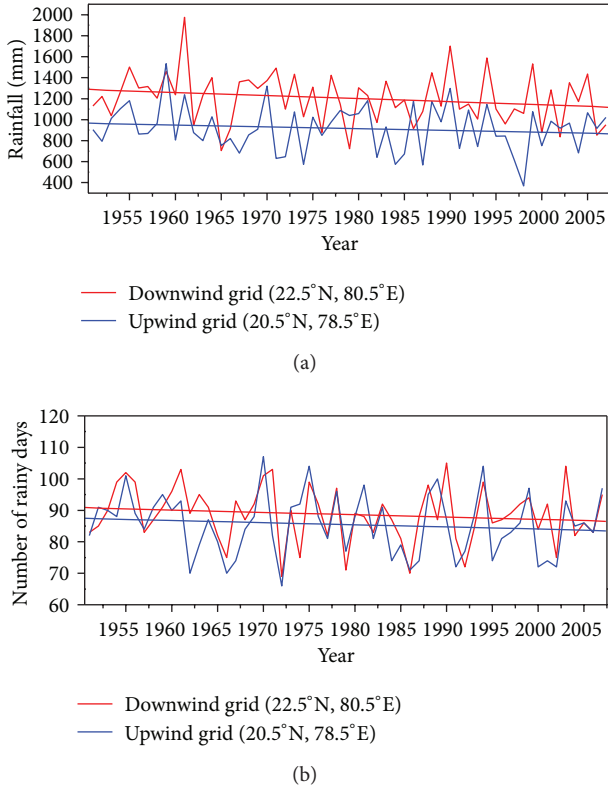 2000
1800
1600
1400
1200
1000
800
600
400
Rainfall (mm)
1955 1960 1965 1970 1975 1980 1985 1990 1995 2000 2005
Year
Downwind grid (22.5°N, 80.5°E)
Upwind grid (20.5°N, 78.5°E)
(a)
120
110
100
90
80
70
60
Number of rainy days
1955 1960 1965 1970 1975 1980 1985 1990 1995 2000 2005
Year
Downwind grid (22.5°N, 80.5°E)
Upwind grid (20.5°N, 78.5°E)
(b)